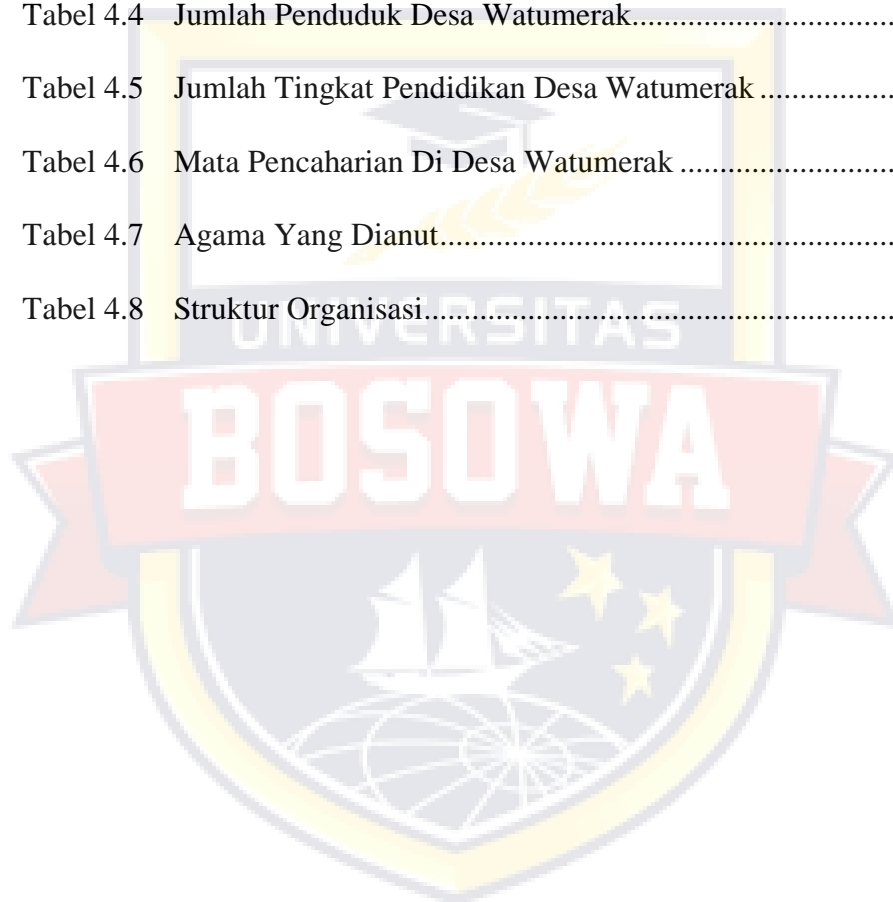 Tabel 4.4 Jumlah Penduduk Desa Watumerak................................
Tabel 4.5 Jumlah Tingkat Pendidikan Desa Watumerak .................
Tabel 4.6 Mata Pencaharian Di Desa Watumerak ...........................
Tabel 4.7 Agama Yang Dianut.........................................................
Tabel 4.8 Struktur Organisasi...........................................................
UNIVERSITAS
BOSOWA